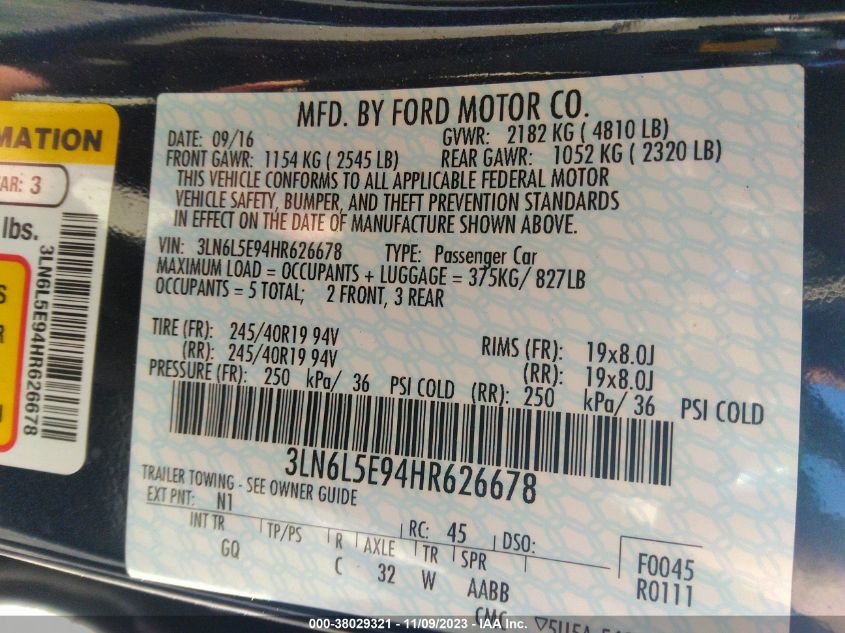 MFD. BY FORD MOTOR CO.
DATE: 09/16 GVWR: 2182 KG ( 4810 LB)
FRONT GAWR: 1154 KG ( 2545 LB) REAR GAWR: 1052 KG ( 2320 LB)
THIS VEHICLE CONFORMS TO ALL APPLICABLE FEDERAL MOTOR
VEHICLE SAFETY, BUMPER, AND THEFT PREVENTION STANDARDS
IN EFFECT ON THE DATE OF MANUFACTURE SHOWN ABOVE.
VIN: 3LN6L5E94HR626678 TYPE: Passenger Car
MAXIMUM LOAD = OCCUPANTS + LUGGAGE = 375KG/ 827LB
OCCUPANTS = 5 TOTAL; 2 FRONT, 3 REAR
TIRE (FR): 245/40R19 94V RIMS (FR): 19x8.0J
(RR): 245/40R19 94V (RR): 19x8.0J
PRESSURE (FR): 250 kPa/ 36 PSI COLD (RR): 250 kPa/ 36 PSI COLD
3LN6L5E94HR626678
TRAILER TOWING - SEE OWNER GUIDE
EXT PNT: N1 RC: 45 DSO:
INT TR TP/PS R AXLE TR SPR F0045
GQ C 32 W AABB R0111
MATION
AR: 3
lbs.
3LN6L5E94HR626678
S
R
000-38029321 - 11/09/2023 - IAA Inc.